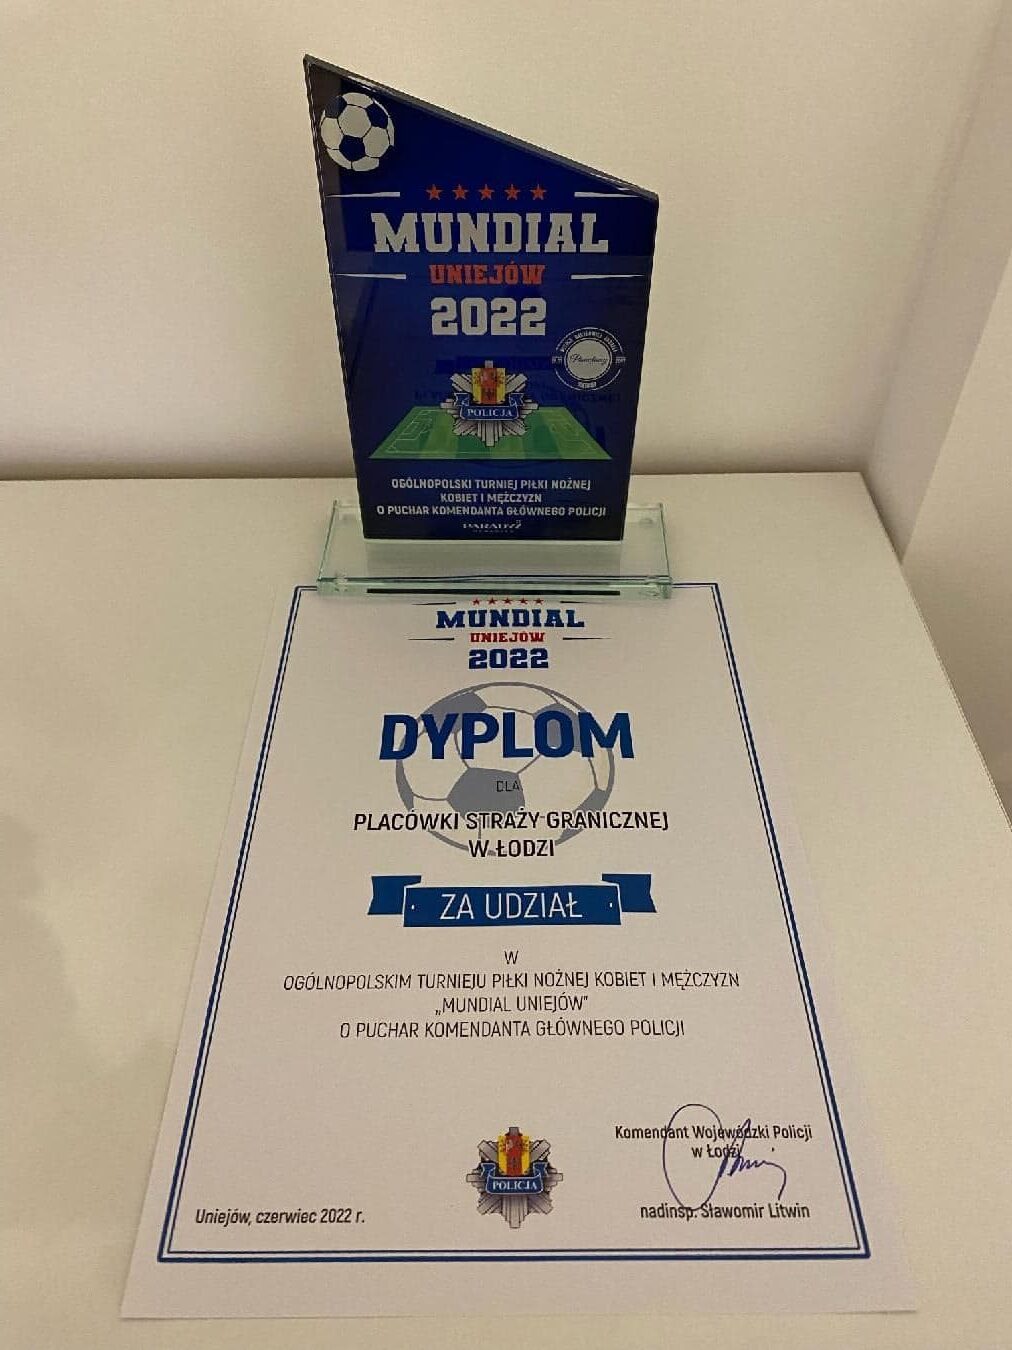 MUNDIAL
UNIEJÓW
2022
POLICJA
OGÓLNOPOLSKI TURNIEJ PIŁKI NOŻNEJ
KOBIET I MĘŻCZYZN
O PUCHAR KOMENDANTA GŁÓWNEGO POLICJI
MUNDIAL
UNIEJÓW
2022
DYPLOM
DLA
PLACÓWKI STRAŻY GRANICZNEJ
W ŁODZI
ZA UDZIAŁ
W
OGÓLNOPOLSKIM TURNIEJU PIŁKI NOŻNEJ KOBIET I MĘŻCZYZN
„MUNDIAL UNIEJÓW"
O PUCHAR KOMENDANTA GŁÓWNEGO POLICJI
Komendant Wojewódzki Policji
w Łodzi
POLICJA
nadinsp. Sławomir Litwin
Uniejów, czerwiec 2022 r.